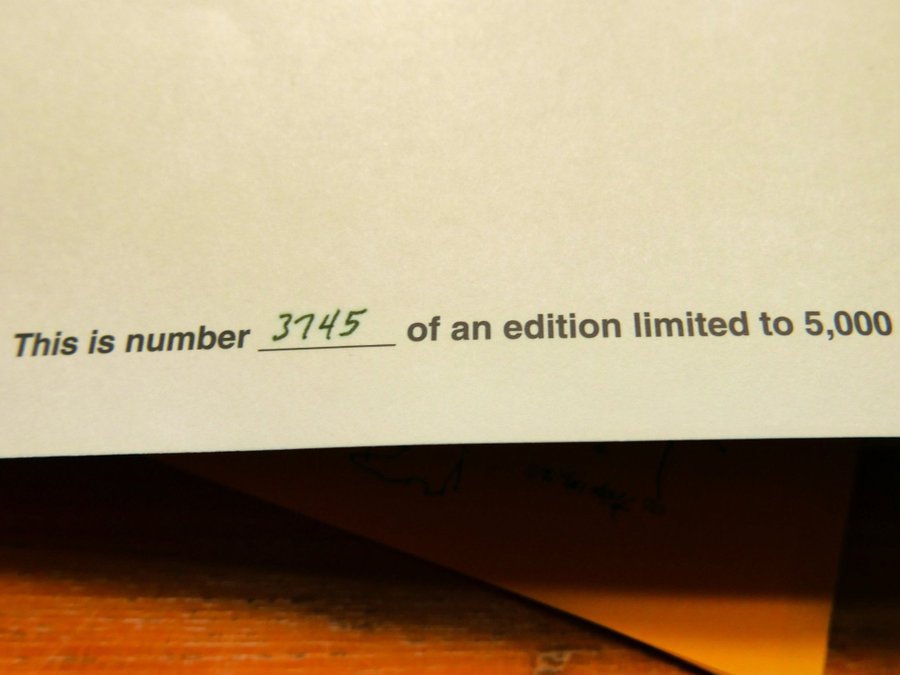 This is number 3745 of an edition limited to 5,000